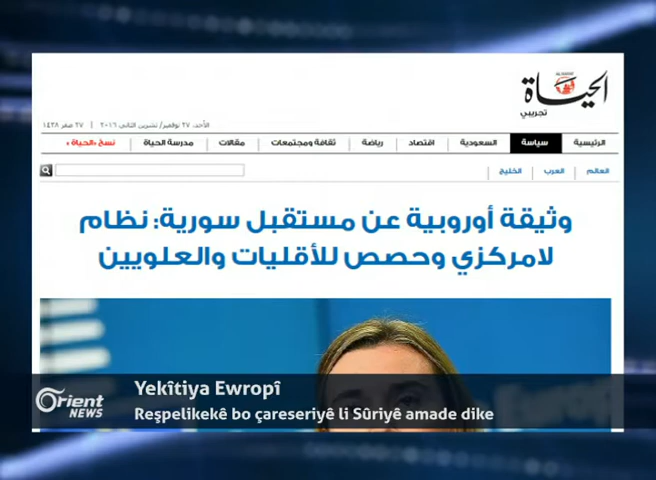 الحياة
تجريبي
الأحد، ٢٧ نوفمبر/ تشرين الثاني ٢٠١٦ | ٢٧ صفر ١٤٣٨
الرئيسية سياسة السعودية اقتصاد رياضة ثقافة ومجتمعات مقالات مدرسة الحياة نسخ «الحياة»
العالم العرب الخليج
وثيقة أوروبية عن مستقبل سورية: نظام
لامركزي وحصص للأقليات والعلويين
Orient
NEWS
Yekîtiya Ewropî
Reşpelikekê bo çareseriyê li Sûriyê amade dike